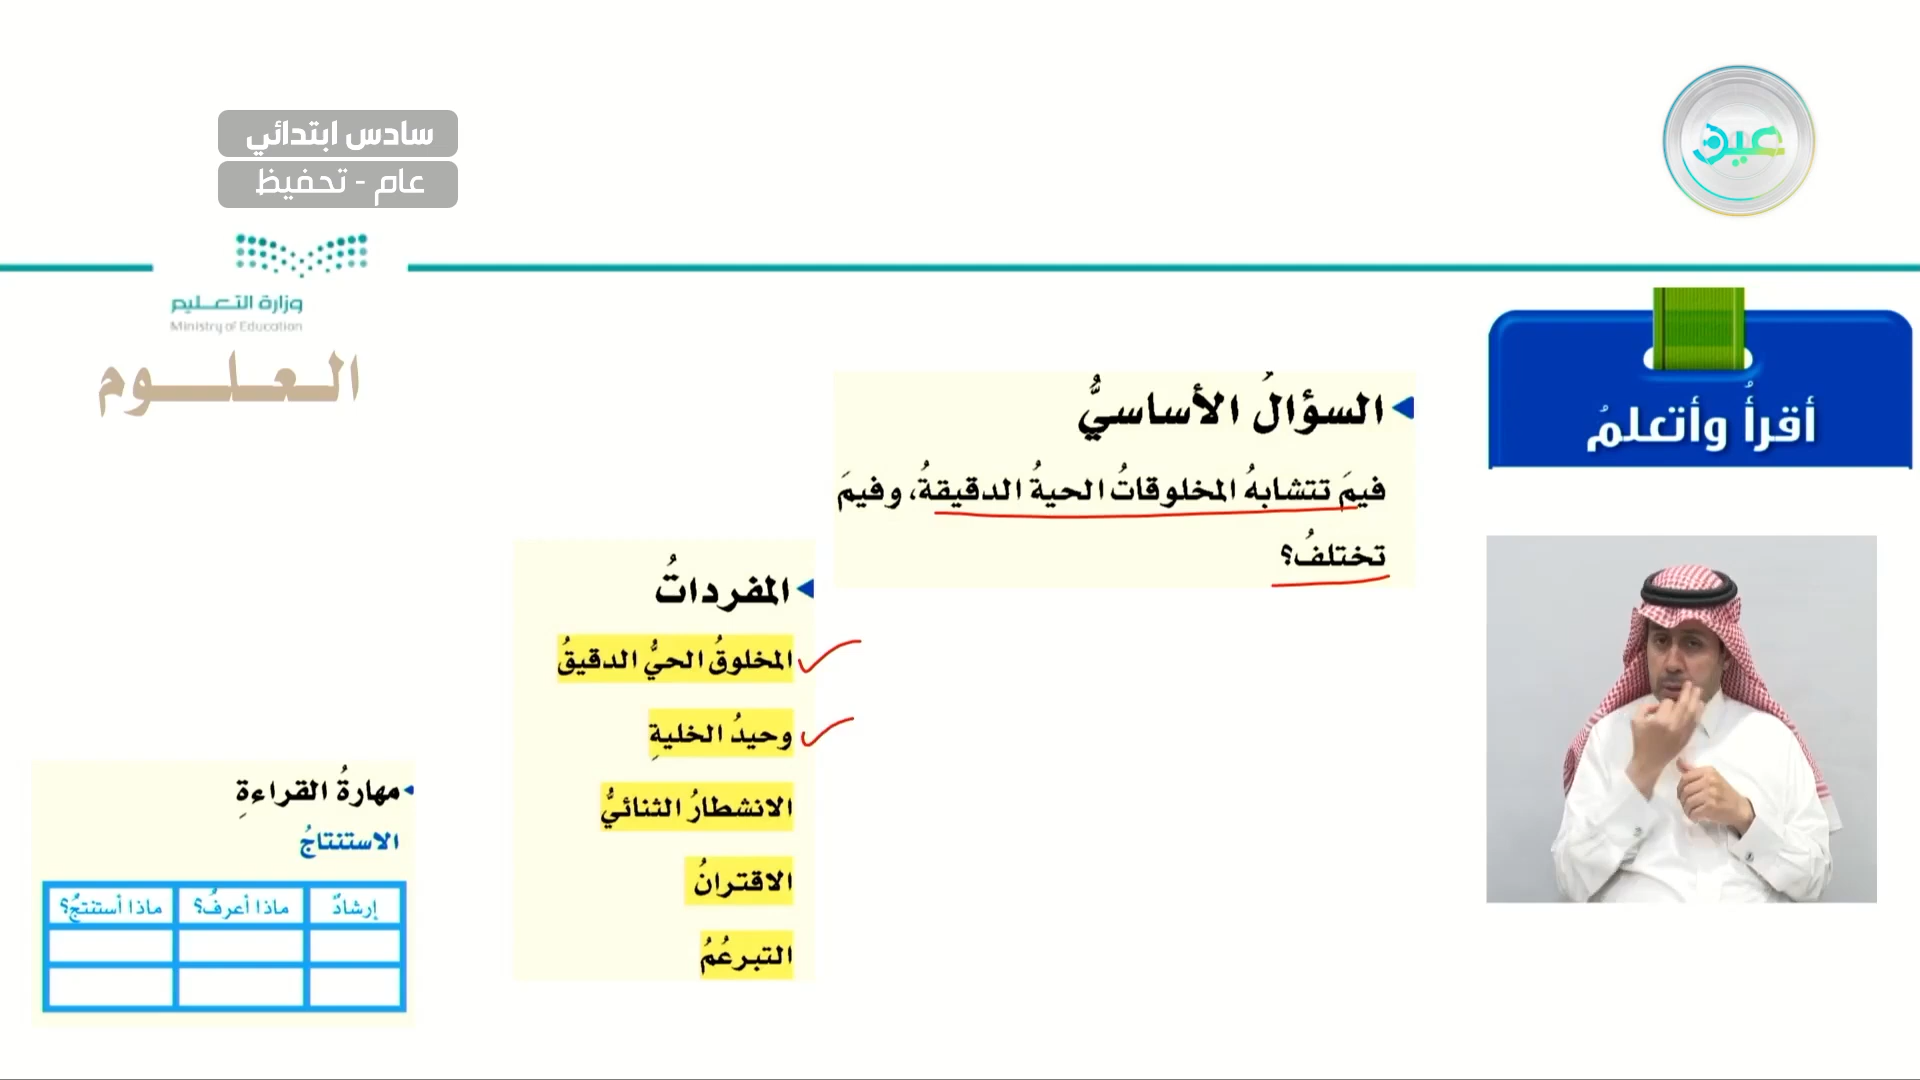 سادس ابتدائي
عام - تحفيظ
عين
وزارة التعـليم
Ministry of Education
العلـــوم
أقرأُ وأتعلمُ
السؤالُ الأساسيُّ
فيمَ تتشابهُ المخلوقاتُ الحيةُ الدقيقةُ، وفيمَ
تختلفُ؟
المفرداتُ
المخلوقُ الحيُّ الدقيقُ
وحيدُ الخليةِ
الانشطارُ الثنائيُّ
الاقترانُ
التبرعُمُ
مهارةُ القراءةِ
الاستنتاجُ
إرشادٌ ماذا أعرفُ؟ ماذا أستنتجُ؟